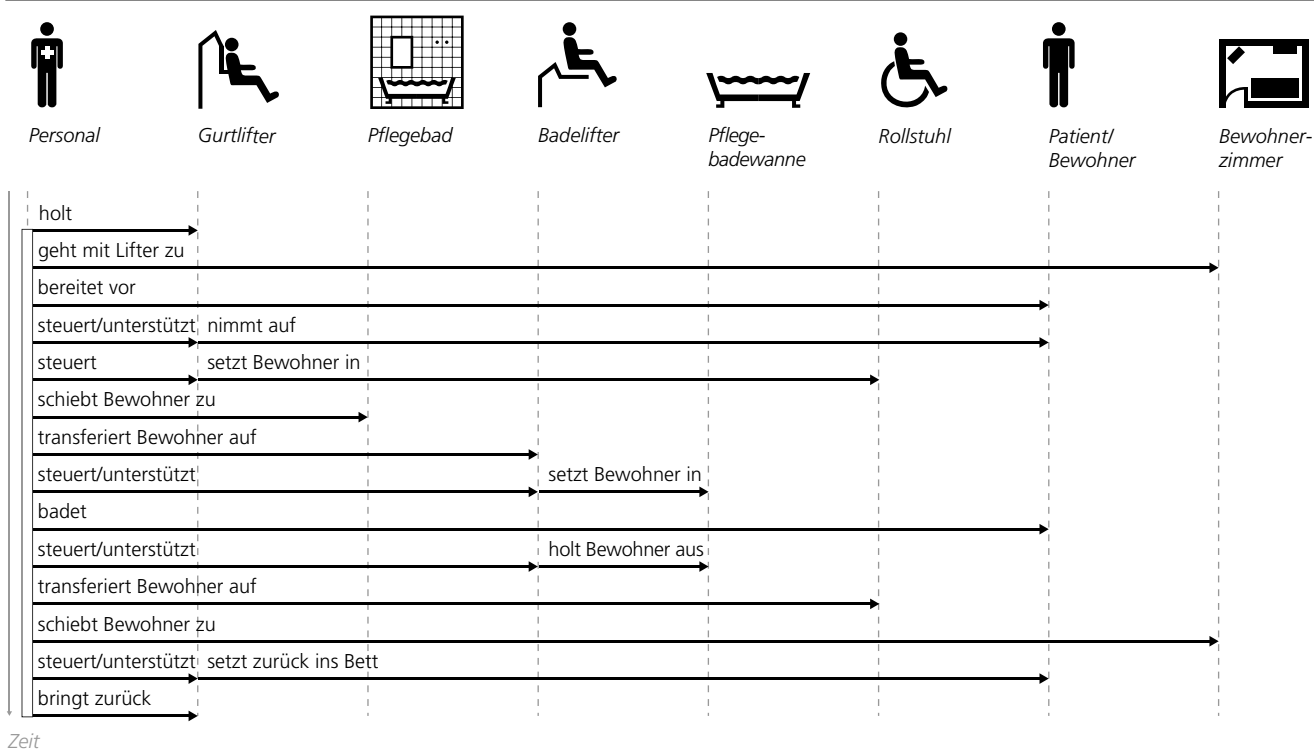 Personal
Gurtlifter
Pflegebad
Badelifter
Pflege-
badewanne
Rollstuhl
Patient/
Bewohner
Bewohner-
zimmer
holt
geht mit Lifter zu
bereitet vor
steuert/unterstützt nimmt auf
steuert setzt Bewohner in
schiebt Bewohner zu
transferiert Bewohner auf
steuert/unterstützt setzt Bewohner in
badet
steuert/unterstützt holt Bewohner aus
transferiert Bewohner auf
schiebt Bewohner zu
steuert/unterstützt setzt zurück ins Bett
bringt zurück
Zeit